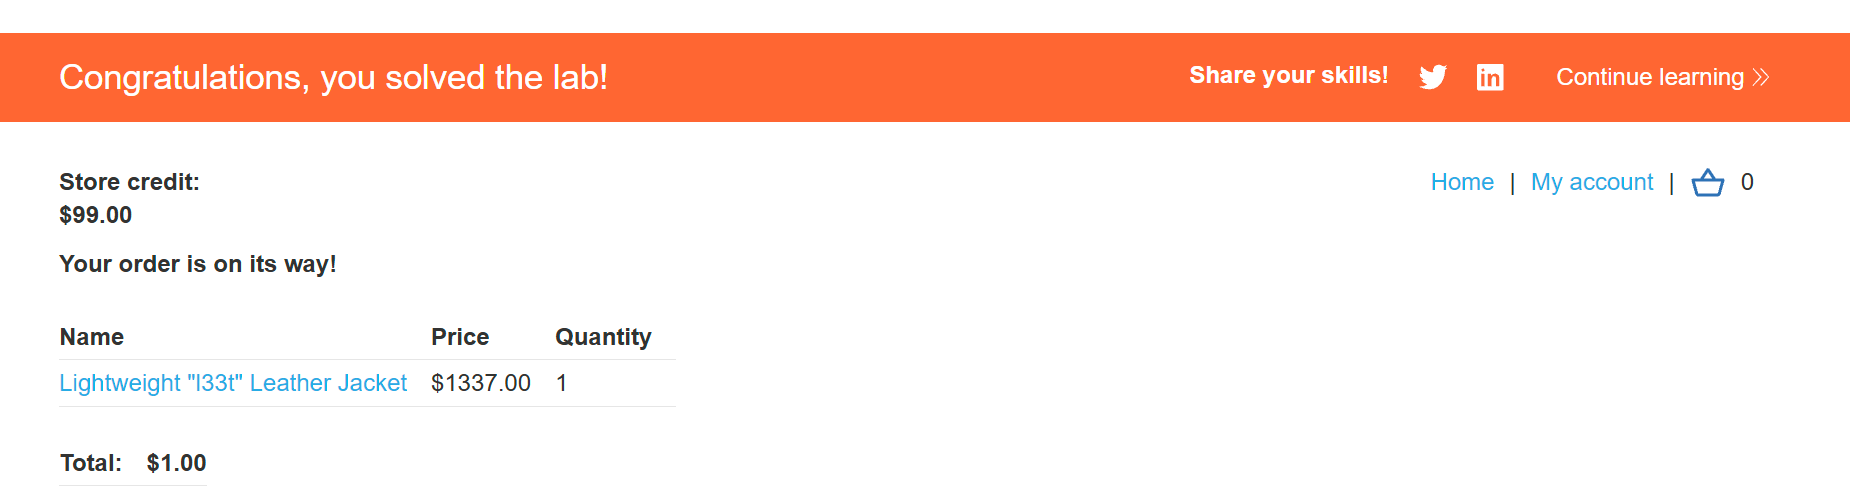 Congratulations, you solved the lab!
Share your skills!
Continue learning
Store credit:
$99.00
Home | My account | 0
Your order is on its way!
Name Price Quantity
Lightweight "l33t" Leather Jacket $1337.00 1
Total: $1.00